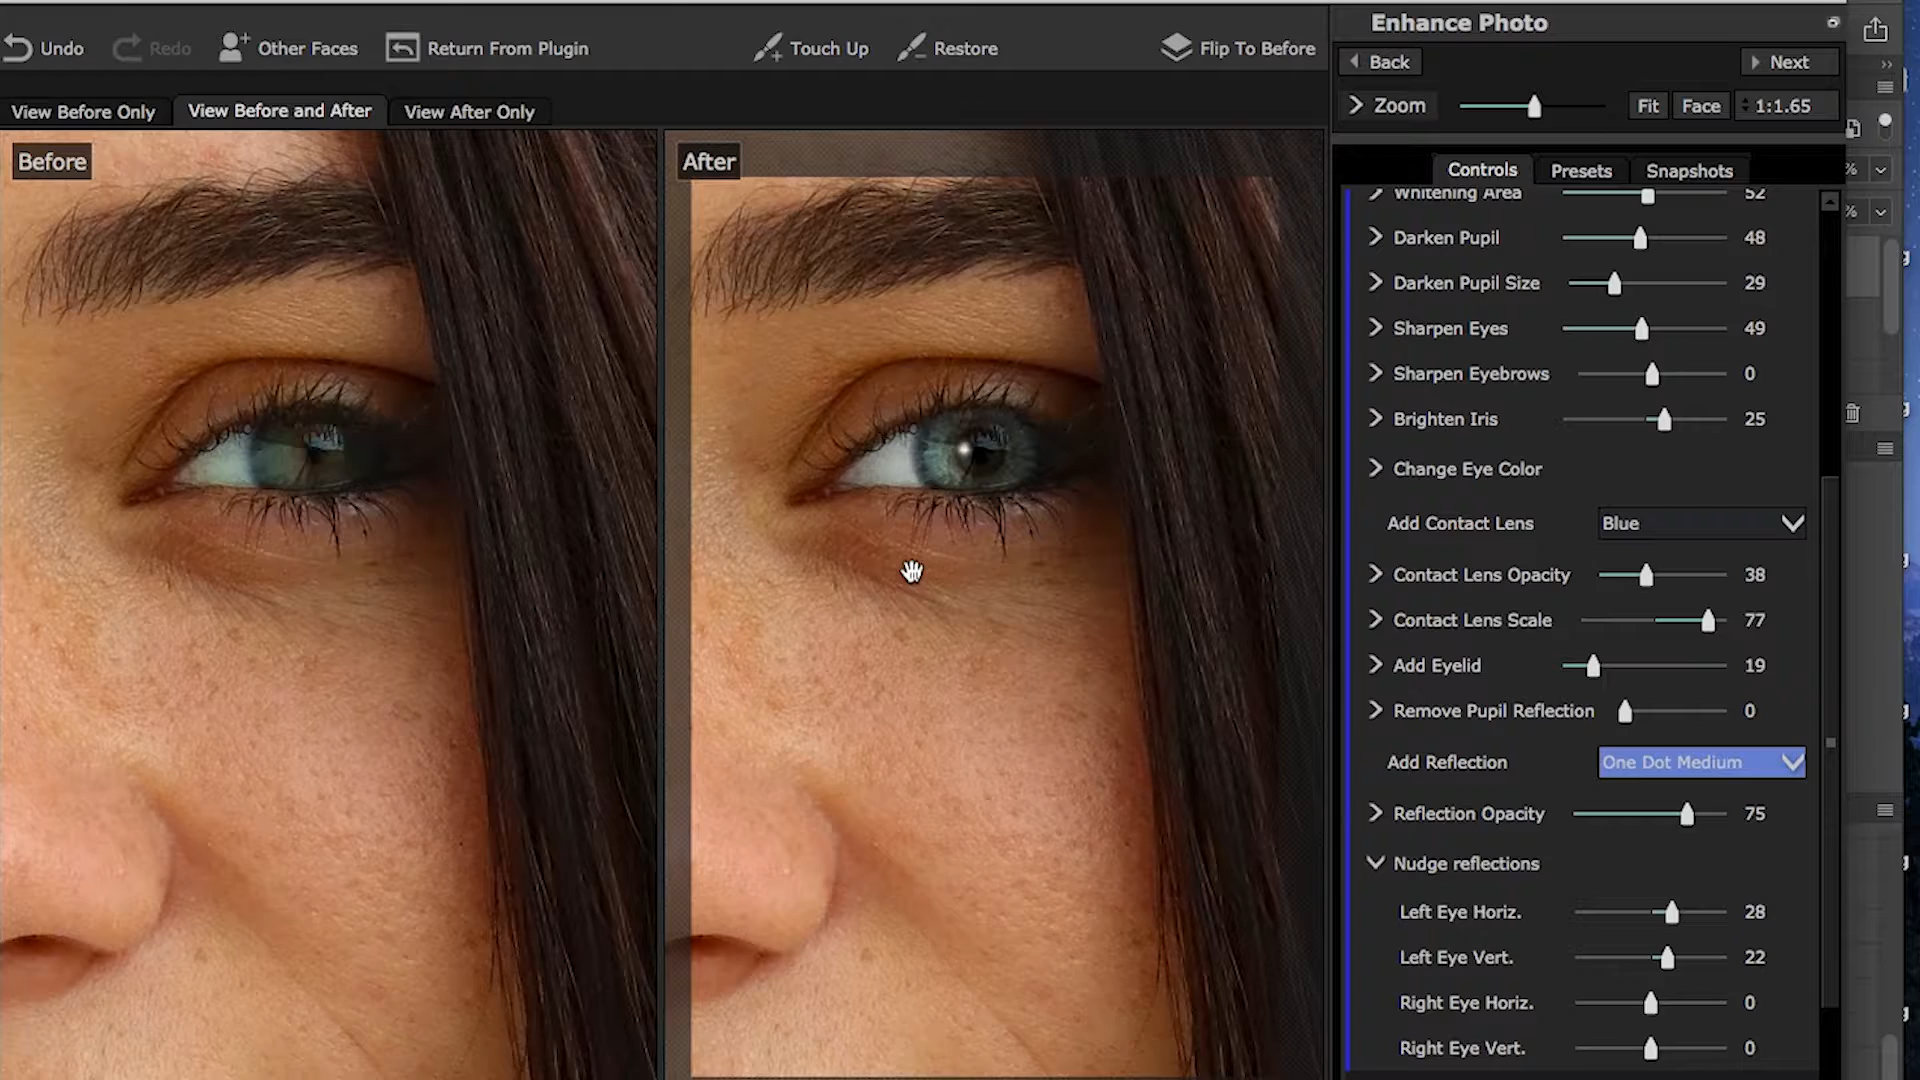 Enhance Photo
Undo
Redo
Other Faces
Return From Plugin
Touch Up
Restore
Flip To Before
Back
Next
Zoom
Fit
Face
1:1.65
View Before Only
View Before and After
View After Only
Before
After
Controls
Presets
Snapshots
Whitening Area 52
Darken Pupil 48
Darken Pupil Size 29
Sharpen Eyes 49
Sharpen Eyebrows 0
Brighten Iris 25
Change Eye Color
Add Contact Lens Blue
Contact Lens Opacity 38
Contact Lens Scale 77
Add Eyelid 19
Remove Pupil Reflection 0
Add Reflection One Dot Medium
Reflection Opacity 75
Nudge reflections
Left Eye Horiz. 28
Left Eye Vert. 22
Right Eye Horiz. 0
Right Eye Vert. 0
%
%